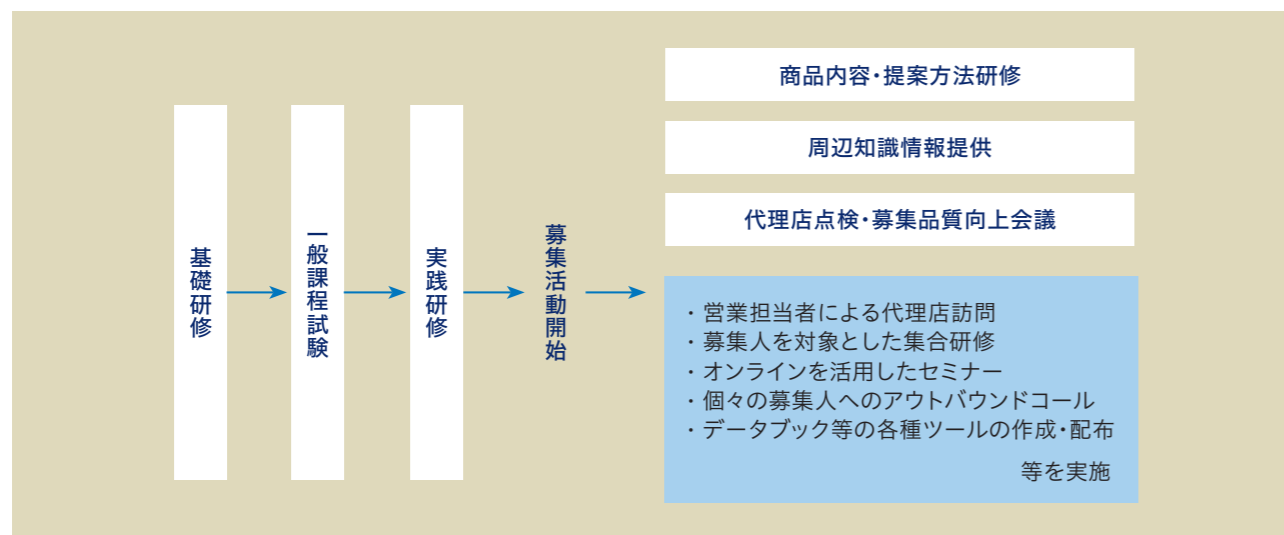 基礎研修
一般課程試験
実践研修
募集活動開始
商品内容・提案方法研修
周辺知識情報提供
代理店点検・募集品質向上会議
・営業担当者による代理店訪問
・募集人を対象とした集合研修
・オンラインを活用したセミナー
・個々の募集人へのアウトバウンドコール
・データブック等の各種ツールの作成・配布
等を実施